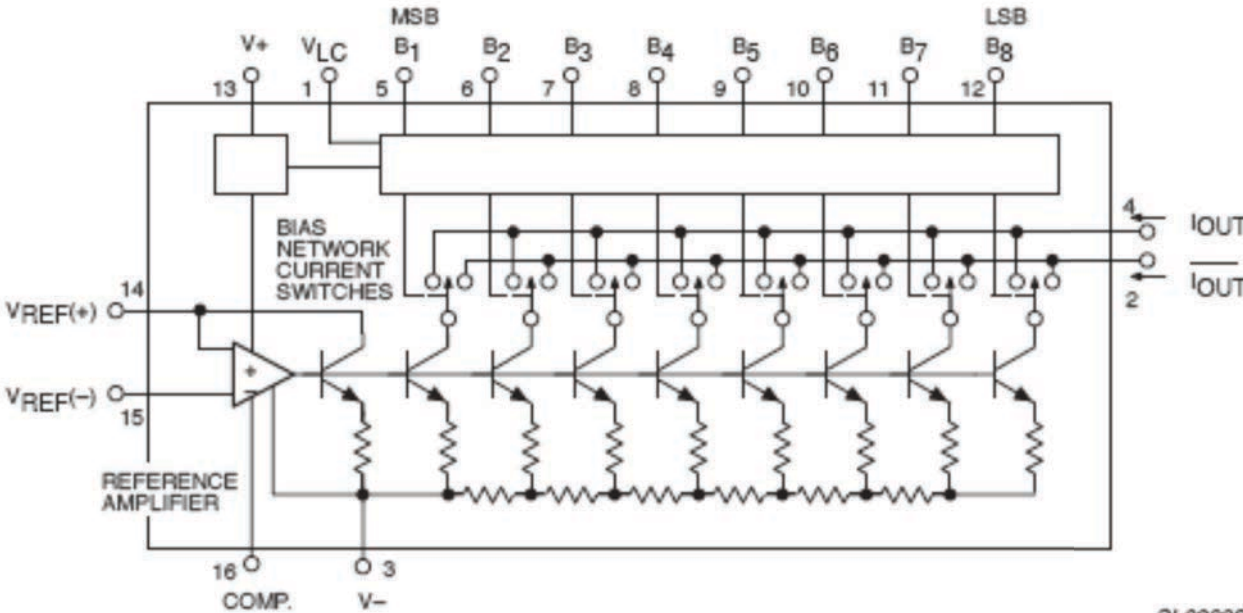 MSB
LSB
V+
VLC
B1
B2
B3
B4
B5
B6
B7
B8
13
1
5
6
7
8
9
10
11
12
BIAS
NETWORK
CURRENT
SWITCHES
4
IOUT
IOUT
2
14
VREF(+)
+
−
VREF(−)
15
REFERENCE
AMPLIFIER
16
3
COMP.
V−